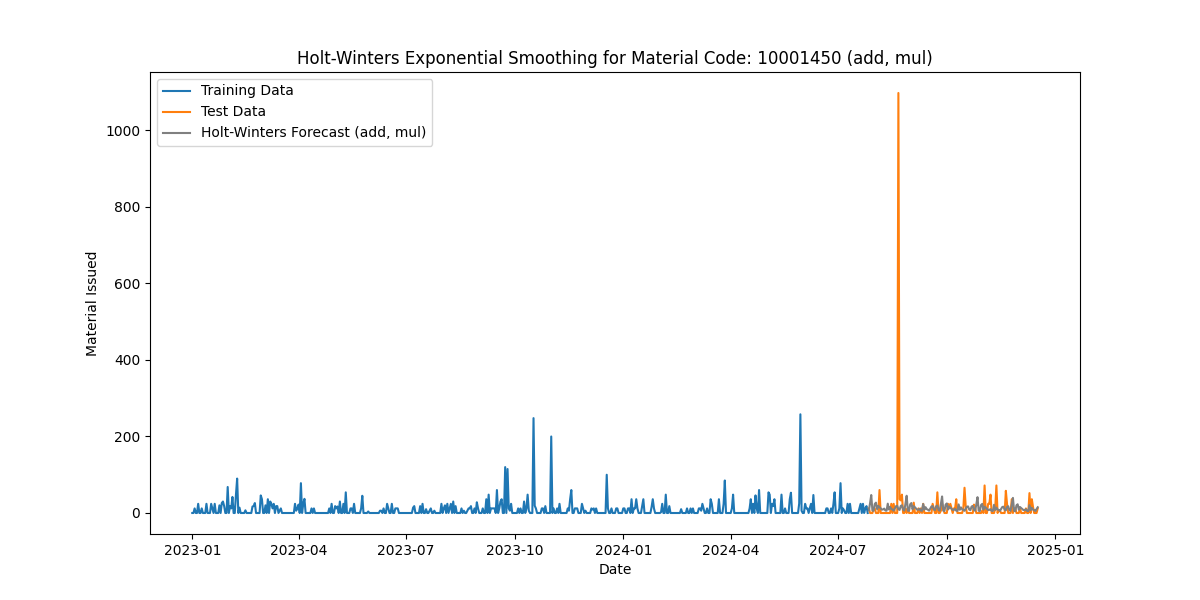 Holt-Winters Exponential Smoothing for Material Code: 10001450 (add, mul)
Training Data
Test Data
Holt-Winters Forecast (add, mul)
1000
800
600
400
200
0
Material Issued
2023-01 2023-04 2023-07 2023-10 2024-01 2024-04 2024-07 2024-10 2025-01
Date